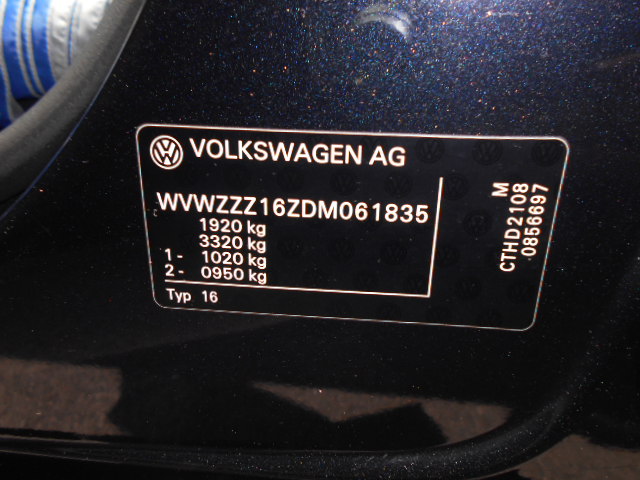 VOLKSWAGEN AG
WVWZZZ16ZDM061835
1920 kg
3320 kg
1- 1020 kg
2- 0950 kg
Typ 16
M
CTHD2108
0856697